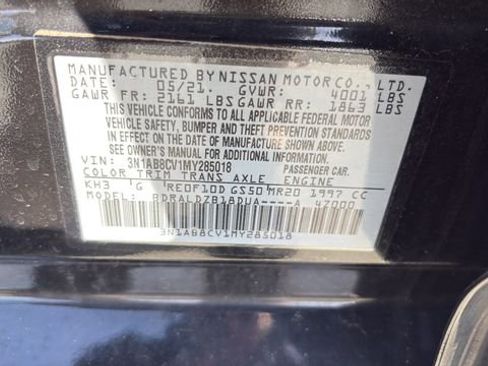 MANUFACTURED BY NISSAN MOTOR CO., LTD.
DATE: 05/21. GVWR: 4001 LBS
GAWR FR: 2161 LBS GAWR RR: 1863 LBS
THIS VEHICLE CONFORMS TO ALL APPLICABLE FEDERAL MOTOR
VEHICLE SAFETY, BUMPER AND THEFT PREVENTION STANDARDS
IN EFFECT ON THE DATE OF MANUFACTURE SHOWN ABOVE.
SEE OWNER'S MANUAL FOR ADDITIONAL INFORMATION.
VIN: 3N1AB8CV1MY285018 PASSENGER CAR.
COLOR TRIM TRANS AXLE ENGINE
KH3 G RE0F10D GS50 MR20 1997 CC
MODEL: BDRALDZB18DUA----A 47000
3N1AB8CV1MY285018